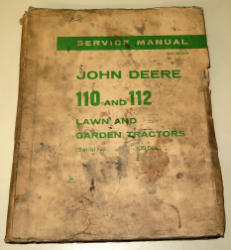 SERVICE MANUAL
JOHN DEERE
110 AND 112
LAWN AND
GARDEN TRACTORS